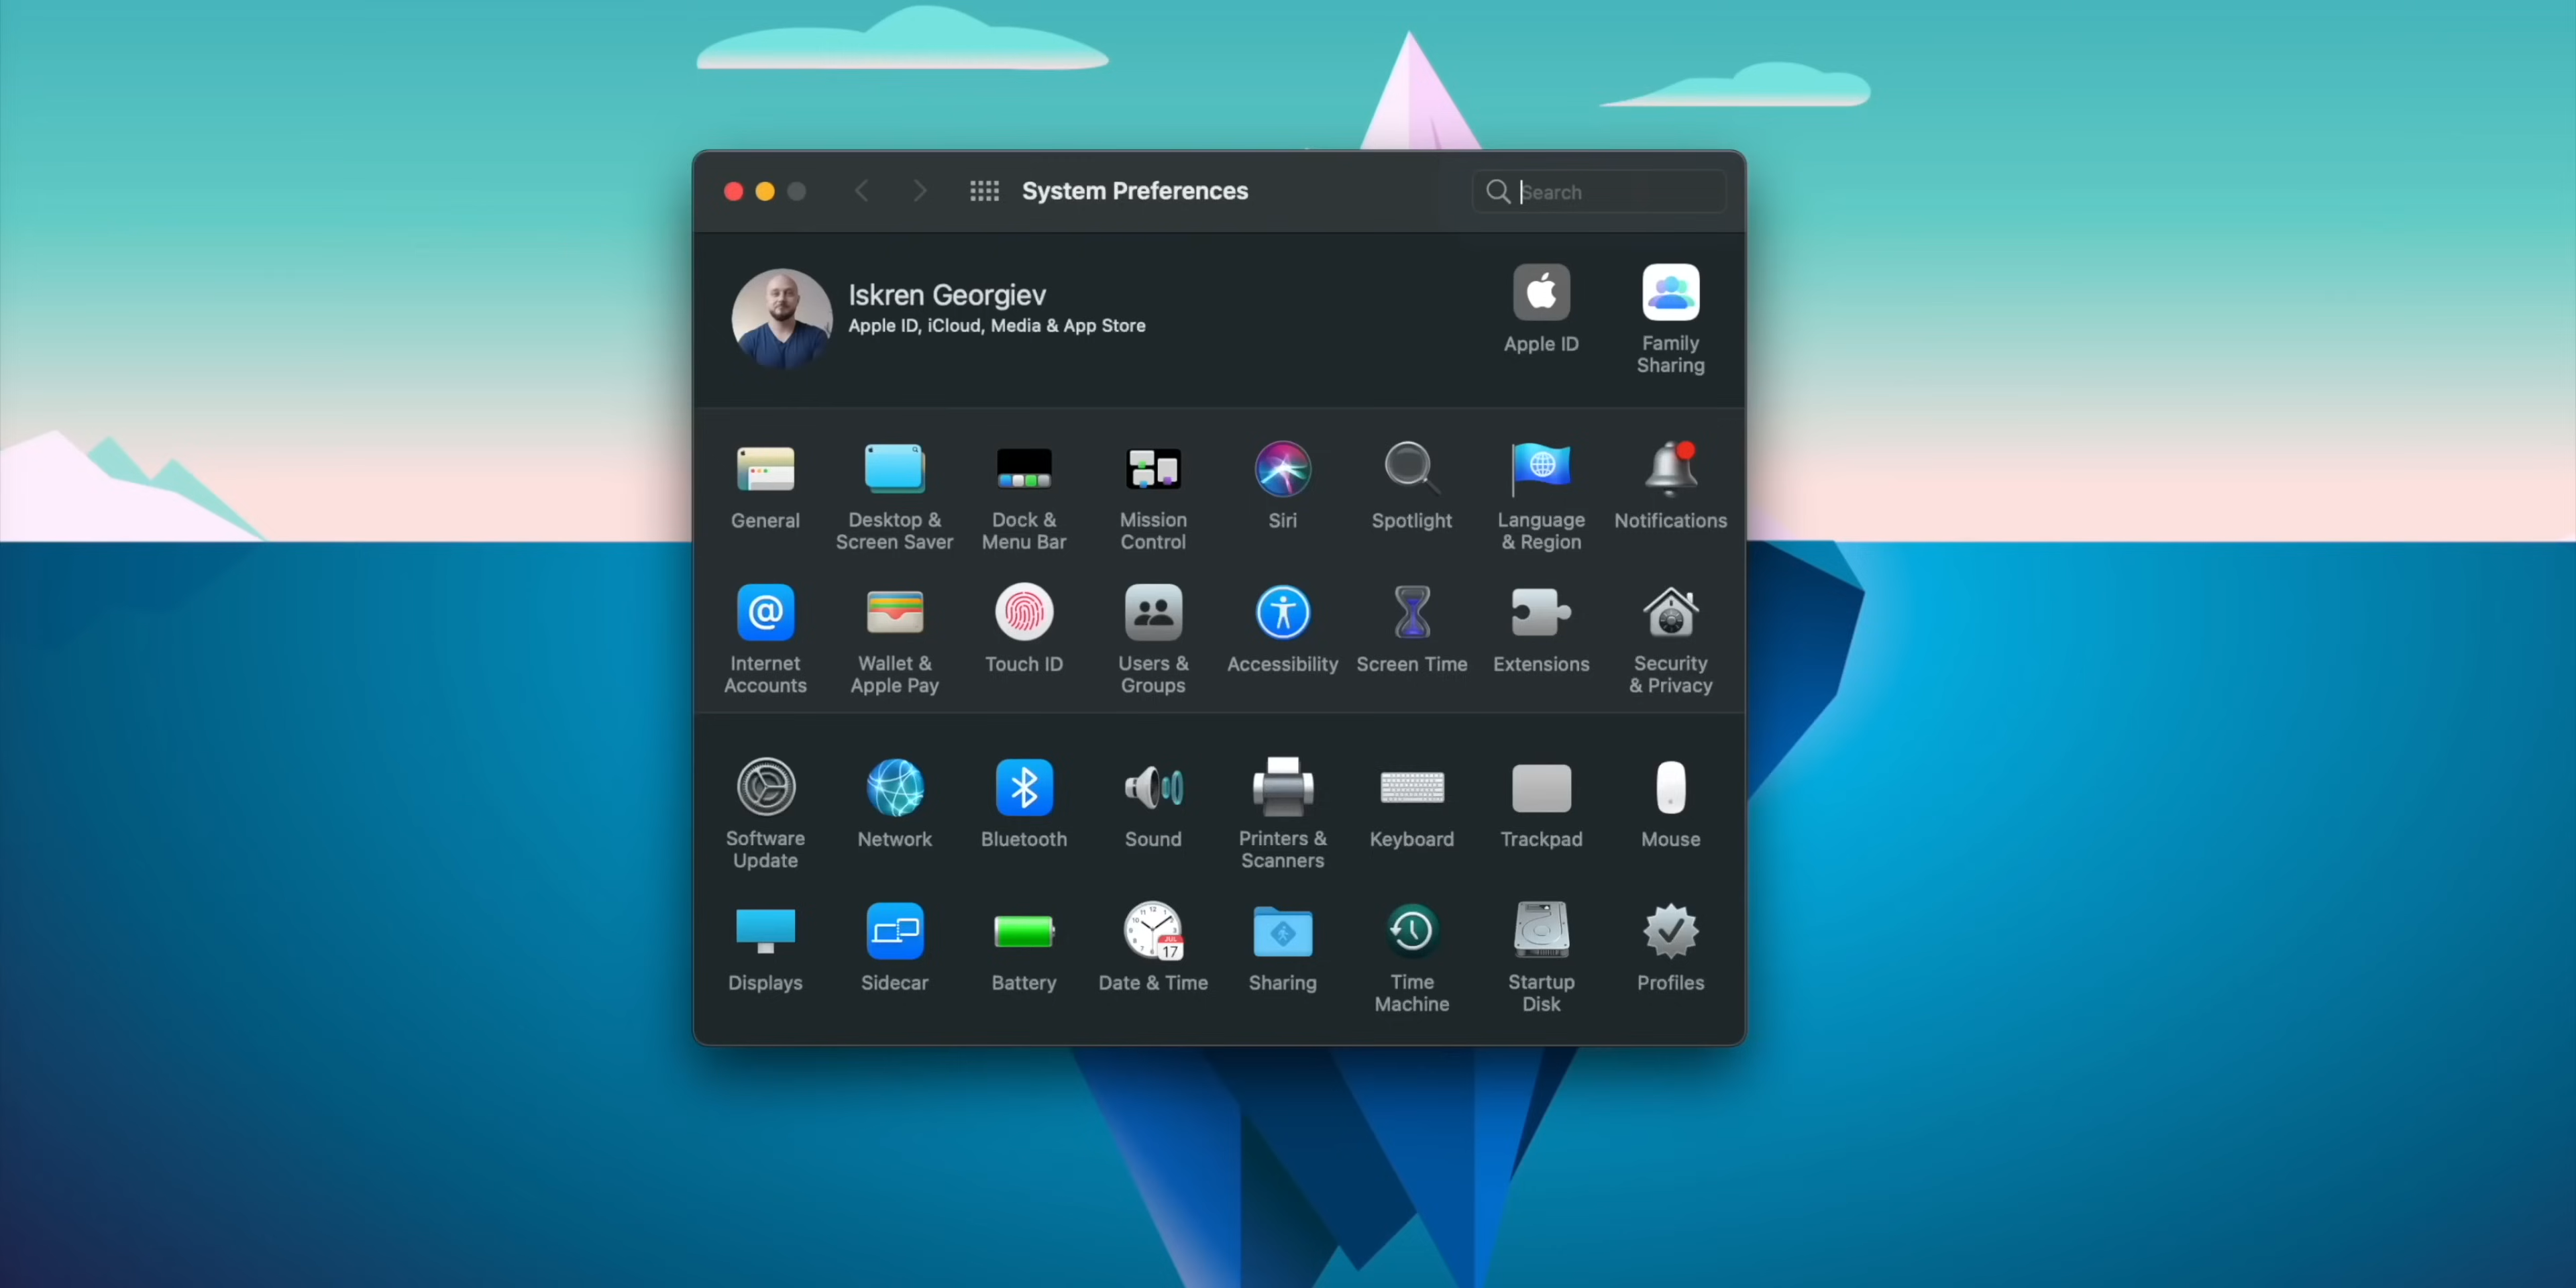 System Preferences
Search
Iskren Georgiev
Apple ID, iCloud, Media & App Store
Apple ID
Family
Sharing
General
Desktop &
Screen Saver
Dock &
Menu Bar
Mission
Control
Siri
Spotlight
Language
& Region
Notifications
Internet
Accounts
Wallet &
Apple Pay
Touch ID
Users &
Groups
Accessibility
Screen Time
Extensions
Security
& Privacy
Software
Update
Network
Bluetooth
Sound
Printers &
Scanners
Keyboard
Trackpad
Mouse
Displays
Sidecar
Battery
JUL
17
Date & Time
Sharing
Time
Machine
Startup
Disk
Profiles